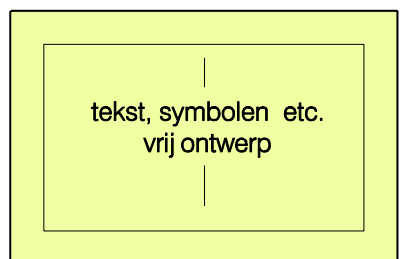 tekst, symbolen etc.
vrij ontwerp